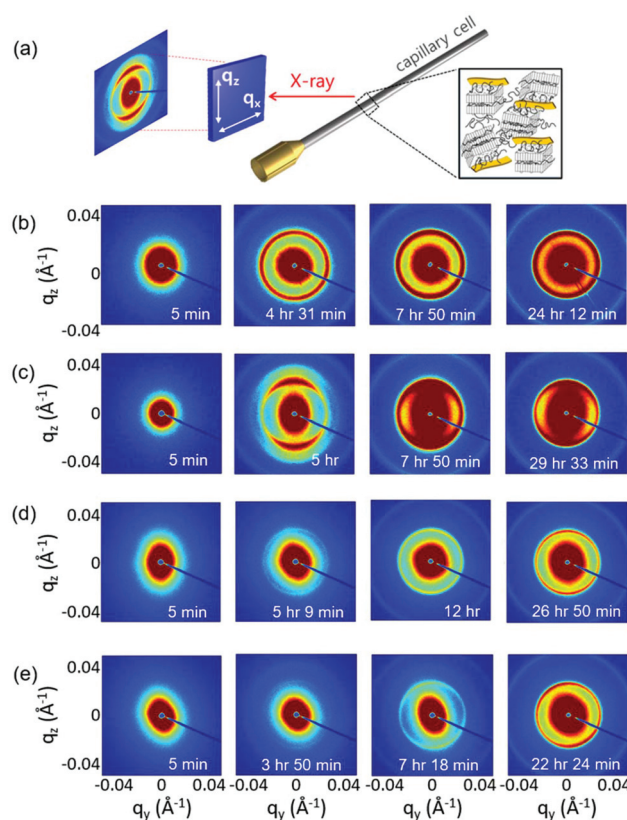 (a)
q_z
q_x
X-ray
capillary cell
(b)
0.04
q_z (Å⁻¹)
0
-0.04
5 min
4 hr 31 min
7 hr 50 min
24 hr 12 min
(c)
0.04
q_z (Å⁻¹)
0
-0.04
5 min
5 hr
7 hr 50 min
29 hr 33 min
(d)
0.04
q_z (Å⁻¹)
0
-0.04
5 min
5 hr 9 min
12 hr
26 hr 50 min
(e)
0.04
q_z (Å⁻¹)
0
-0.04
5 min
3 hr 50 min
7 hr 18 min
22 hr 24 min
-0.04 0 0.04 -0.04 0 0.04 -0.04 0 0.04 -0.04 0 0.04
q_y (Å⁻¹) q_y (Å⁻¹) q_y (Å⁻¹) q_y (Å⁻¹)